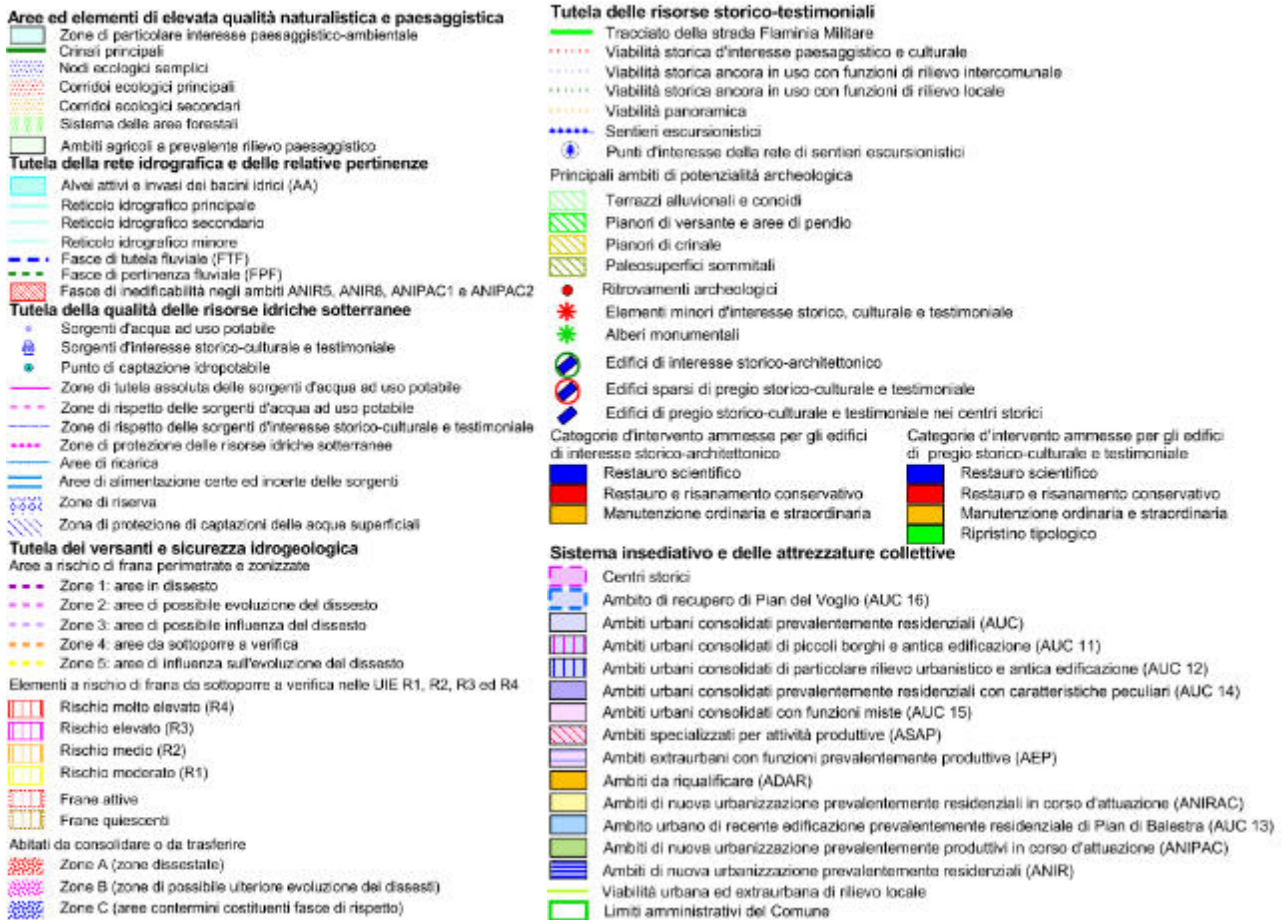 Aree ed elementi di elevata qualità naturalistica e paesaggistica
Zone di particolare interesse paesaggistico-ambientale
Crinali principali
Nodi ecologici semplici
Corridoi ecologici principali
Corridoi ecologici secondari
Sistema delle aree forestali
Ambiti agricoli a prevalente rilievo paesaggistico
Tutela della rete idrografica e delle relative pertinenze
Alvei attivi e invasi dei bacini idrici (AA)
Reticolo idrografico principale
Reticolo idrografico secondario
Reticolo idrografico minore
Fasce di tutela fluviale (FTF)
Fasce di pertinenza fluviale (FPF)
Fasce di inedificabilità negli ambiti ANIR5, ANIR6, ANIPAC1 e ANIPAC2
Tutela della qualità delle risorse idriche sotterranee
Sorgenti d'acqua ad uso potabile
Sorgenti d'interesse storico-culturale e testimoniale
Punto di captazione idropotabile
Zone di tutela assoluta delle sorgenti d'acqua ad uso potabile
Zone di rispetto delle sorgenti d'acqua ad uso potabile
Zone di rispetto delle sorgenti d'interesse storico-culturale e testimoniale
Zone di protezione delle risorse idriche sotterranee
Aree di ricarica
Aree di alimentazione certe ed incerte delle sorgenti
Zone di riserva
Zona di protezione di captazioni delle acque superficiali
Tutela dei versanti e sicurezza idrogeologica
Aree a rischio di frana perimetrate e zonizzate
Zone 1: aree in dissesto
Zone 2: aree di possibile evoluzione del dissesto
Zone 3: aree di possibile influenza del dissesto
Zone 4: aree da sottoporre a verifica
Zone 5: aree di influenza sull'evoluzione del dissesto
Elementi a rischio di frana da sottoporre a verifica nelle UIE R1, R2, R3 ed R4
Rischio molto elevato (R4)
Rischio elevato (R3)
Rischio medio (R2)
Rischio moderato (R1)
Frane attive
Frane quiescenti
Abitati da consolidare o da trasferire
Zone A (zone dissestate)
Zone B (zone di possibile ulteriore evoluzione dei dissesti)
Zone C (aree contermini costituenti fasce di rispetto)
Tutela delle risorse storico-testimoniali
Tracciato della strada Flaminia Militare
Viabilità storica d'interesse paesaggistico e culturale
Viabilità storica ancora in uso con funzioni di rilievo intercomunale
Viabilità storica ancora in uso con funzioni di rilievo locale
Viabilità panoramica
Sentieri escursionistici
Punti d'interesse della rete di sentieri escursionistici
Principali ambiti di potenzialità archeologica
Terrazzi alluvionali e conoidi
Pianori di versante e aree di pendio
Pianori di crinale
Paleosuperfici sommitali
Ritrovamenti archeologici
Elementi minori d'interesse storico, culturale e testimoniale
Alberi monumentali
Edifici di interesse storico-architettonico
Edifici sparsi di pregio storico-culturale e testimoniale
Edifici di pregio storico-culturale e testimoniale nei centri storici
Categorie d'intervento ammesse per gli edifici
di interesse storico-architettonico
Restauro scientifico
Restauro e risanamento conservativo
Manutenzione ordinaria e straordinaria
Categorie d'intervento ammesse per gli edifici
di pregio storico-culturale e testimoniale
Restauro scientifico
Restauro e risanamento conservativo
Manutenzione ordinaria e straordinaria
Ripristino tipologico
Sistema insediativo e delle attrezzature collettive
Centri storici
Ambito di recupero di Pian del Voglio (AUC 16)
Ambiti urbani consolidati prevalentemente residenziali (AUC)
Ambiti urbani consolidati di piccoli borghi e antica edificazione (AUC 11)
Ambiti urbani consolidati di particolare rilievo urbanistico e antica edificazione (AUC 12)
Ambiti urbani consolidati prevalentemente residenziali con caratteristiche peculiari (AUC 14)
Ambiti urbani consolidati con funzioni miste (AUC 15)
Ambiti specializzati per attività produttive (ASAP)
Ambiti extraurbani con funzioni prevalentemente produttive (AEP)
Ambiti da riqualificare (ADAR)
Ambiti di nuova urbanizzazione prevalentemente residenziali in corso d'attuazione (ANIRAC)
Ambito urbano di recente edificazione prevalentemente residenziale di Pian di Balestra (AUC 13)
Ambiti di nuova urbanizzazione prevalentemente produttivi in corso d'attuazione (ANIPAC)
Ambiti di nuova urbanizzazione prevalentemente residenziali (ANIR)
Viabilità urbana ed extraurbana di rilievo locale
Limiti amministrativi del Comune